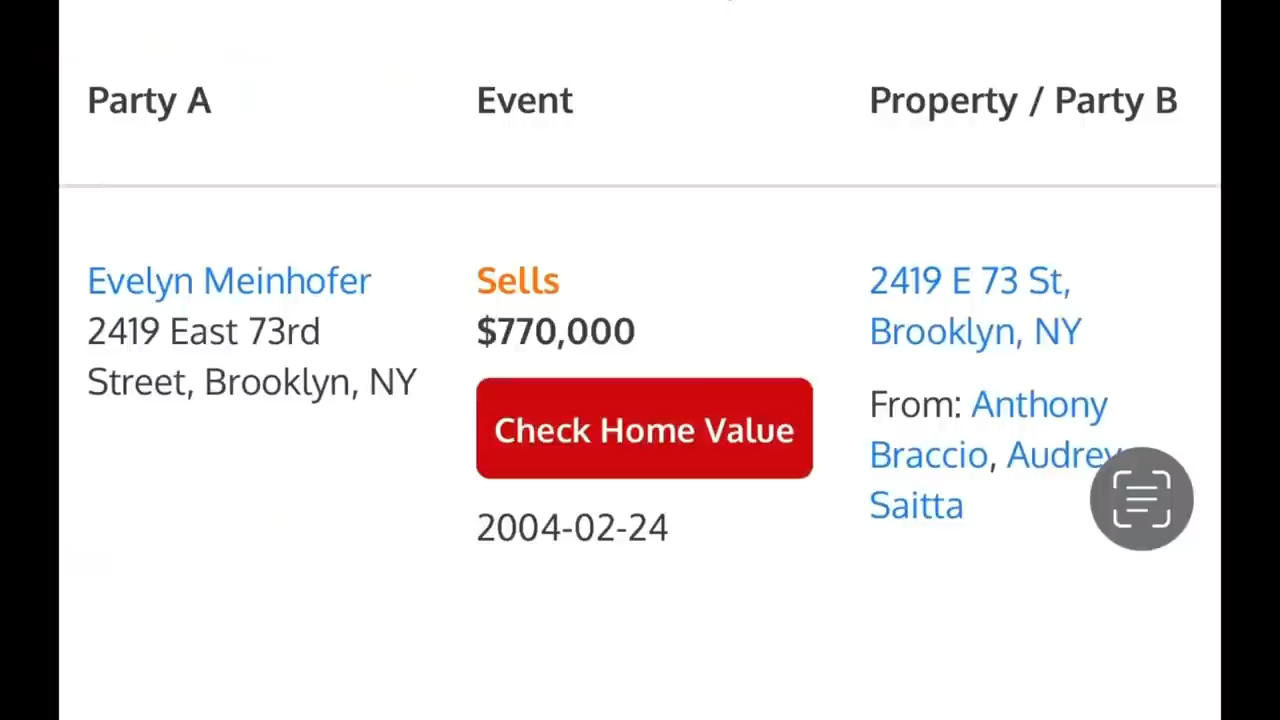 Party A Event Property / Party B
Evelyn Meinhofer
2419 East 73rd
Street, Brooklyn, NY
Sells
$770,000
Check Home Value
2004-02-24
2419 E 73 St,
Brooklyn, NY
From: Anthony
Braccio, Audrey
Saitta